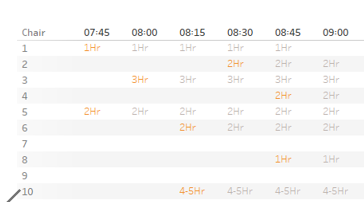 Chair 07:45 08:00 08:15 08:30 08:45 09:00
1 1Hr 1Hr 1Hr 1Hr 1Hr
2 2Hr 2Hr 2Hr
3 3Hr 3Hr 3Hr 3Hr 3Hr
4 2Hr 2Hr
5 2Hr 2Hr 2Hr 2Hr 2Hr 2Hr
6 2Hr 2Hr 2Hr 2Hr
7
8 1Hr 1Hr
9
10 4-5Hr 4-5Hr 4-5Hr 4-5Hr